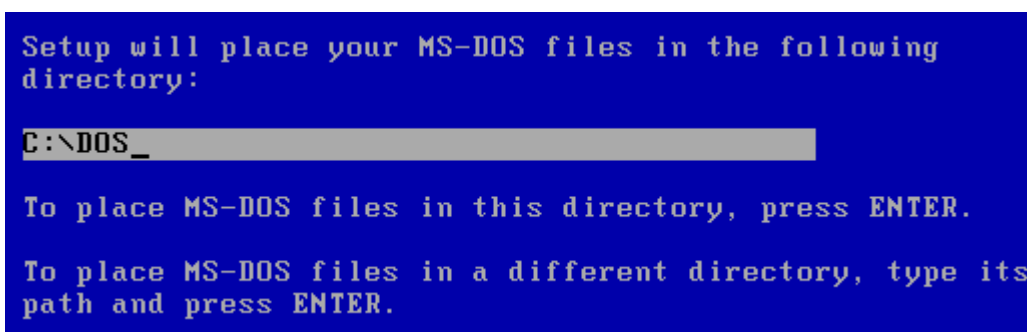 Setup will place your MS-DOS files in the following
directory:
C:\DOS_
To place MS-DOS files in this directory, press ENTER.
To place MS-DOS files in a different directory, type its
path and press ENTER.